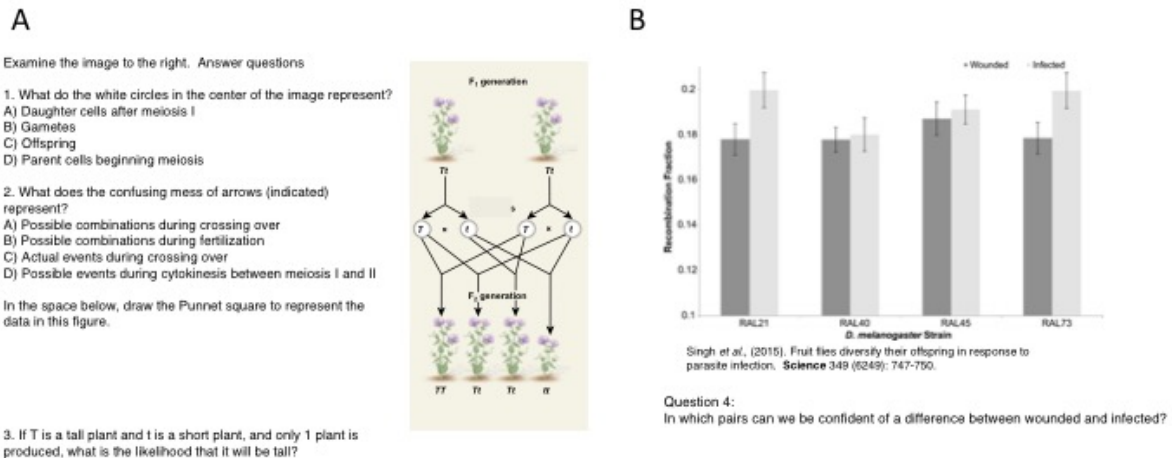 A
Examine the image to the right. Answer questions
1. What do the white circles in the center of the image represent?
A) Daughter cells after meiosis I
B) Gametes
C) Offspring
D) Parent cells beginning meiosis
2. What does the confusing mess of arrows (indicated)
represent?
A) Possible combinations during crossing over
B) Possible combinations during fertilization
C) Actual events during crossing over
D) Possible events during cytokinesis between meiosis I and II
In the space below, draw the Punnet square to represent the
data in this figure.
3. If T is a tall plant and t is a short plant, and only 1 plant is
produced, what is the likelihood that it will be tall?
F₁ generation
Tt Tt
s
T × t T × t
F₂ generation
TT Tt Tt tt
B
Wounded Infected
Recombination Fraction
0.2
0.18
0.16
0.14
0.12
0.1
RAL21 RAL40 RAL45 RAL73
D. melanogaster Strain
Singh et al., (2015). Fruit flies diversify their offspring in response to
parasite infection. Science 349 (6249): 747-750.
Question 4:
In which pairs can we be confident of a difference between wounded and infected?